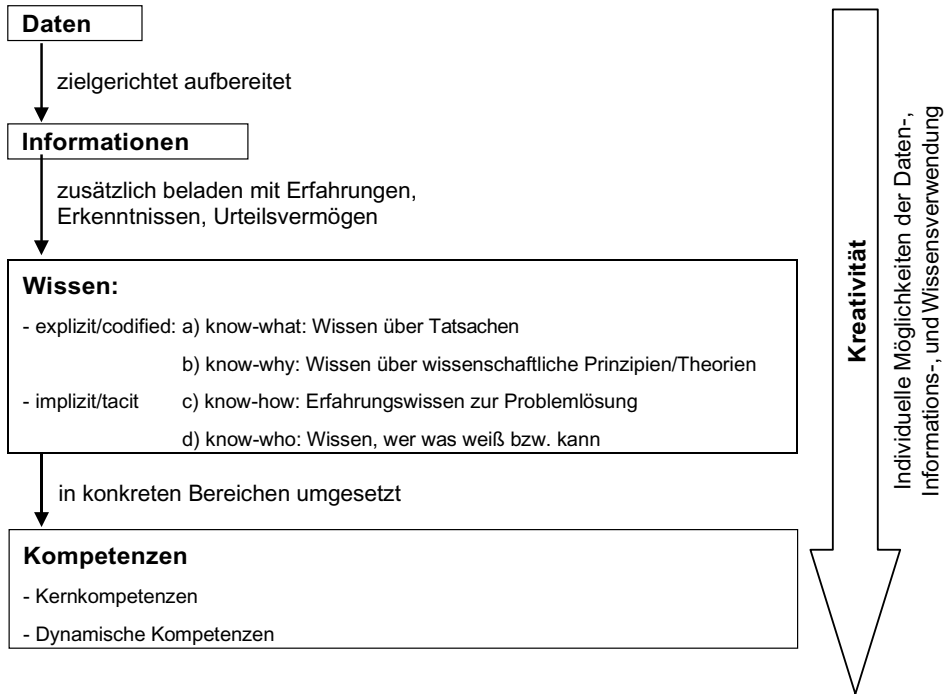 Daten
zielgerichtet aufbereitet
Informationen
zusätzlich beladen mit Erfahrungen,
Erkenntnissen, Urteilsvermögen
Wissen:
- explizit/codified: a) know-what: Wissen über Tatsachen
b) know-why: Wissen über wissenschaftliche Prinzipien/Theorien
- implizit/tacit c) know-how: Erfahrungswissen zur Problemlösung
d) know-who: Wissen, wer was weiß bzw. kann
in konkreten Bereichen umgesetzt
Kompetenzen
- Kernkompetenzen
- Dynamische Kompetenzen
Kreativität
Individuelle Möglichkeiten der Daten-,
Informations-, und Wissensverwendung